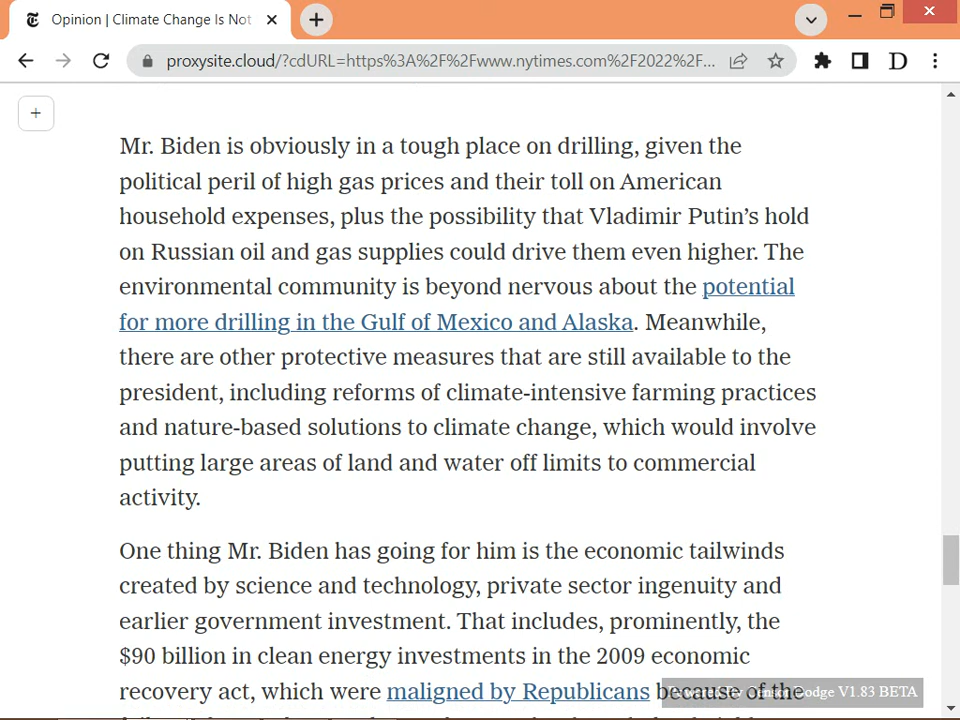 Opinion | Climate Change Is Not
proxysite.cloud/?cdURL=https%3A%2F%2Fwww.nytimes.com%2F2022%2F...
D
Mr. Biden is obviously in a tough place on drilling, given the
political peril of high gas prices and their toll on American
household expenses, plus the possibility that Vladimir Putin’s hold
on Russian oil and gas supplies could drive them even higher. The
environmental community is beyond nervous about the potential
for more drilling in the Gulf of Mexico and Alaska. Meanwhile,
there are other protective measures that are still available to the
president, including reforms of climate-intensive farming practices
and nature-based solutions to climate change, which would involve
putting large areas of land and water off limits to commercial
activity.
One thing Mr. Biden has going for him is the economic tailwinds
created by science and technology, private sector ingenuity and
earlier government investment. That includes, prominently, the
$90 billion in clean energy investments in the 2009 economic
recovery act, which were maligned by Republicans because of the
Powered By CensorDodge V1.83 BETA